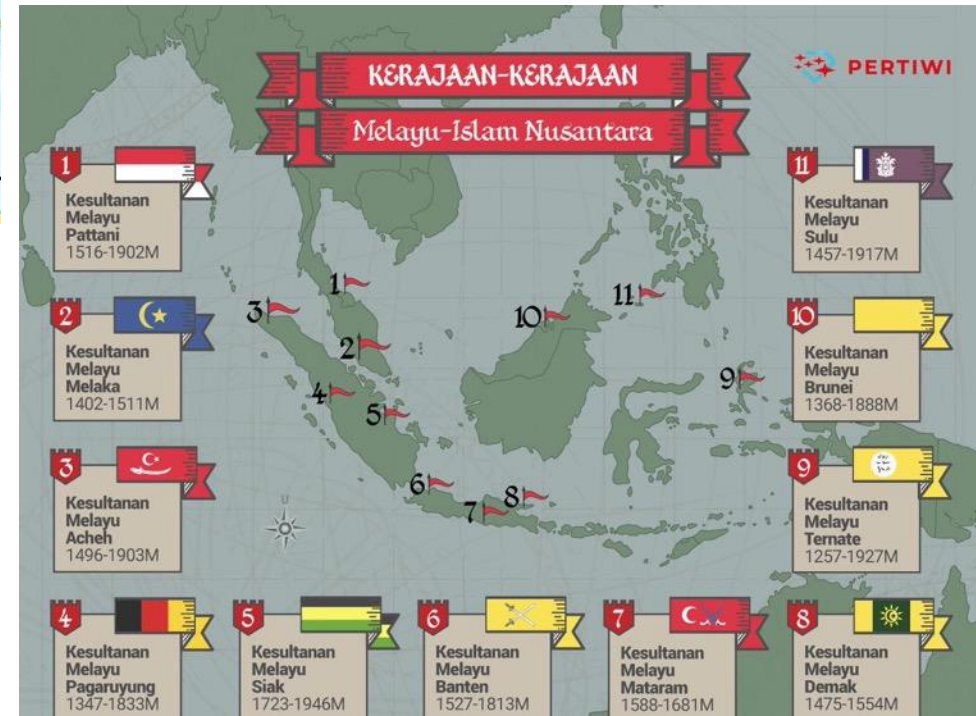 KERAJAAN-KERAJAAN
Melayu-Islam Nusantara
PERTIWI
1
Kesultanan
Melayu
Pattani
1516-1902M
2
Kesultanan
Melayu
Melaka
1402-1511M
3
Kesultanan
Melayu
Acheh
1496-1903M
4
Kesultanan
Melayu
Pagaruyung
1347-1833M
5
Kesultanan
Melayu
Siak
1723-1946M
6
Kesultanan
Melayu
Banten
1527-1813M
7
Kesultanan
Melayu
Mataram
1588-1681M
8
Kesultanan
Melayu
Demak
1475-1554M
9
Kesultanan
Melayu
Ternate
1257-1927M
10
Kesultanan
Melayu
Brunei
1368-1888M
11
Kesultanan
Melayu
Sulu
1457-1917M
1
2
3
4
5
6
7
8
9
10
11
U